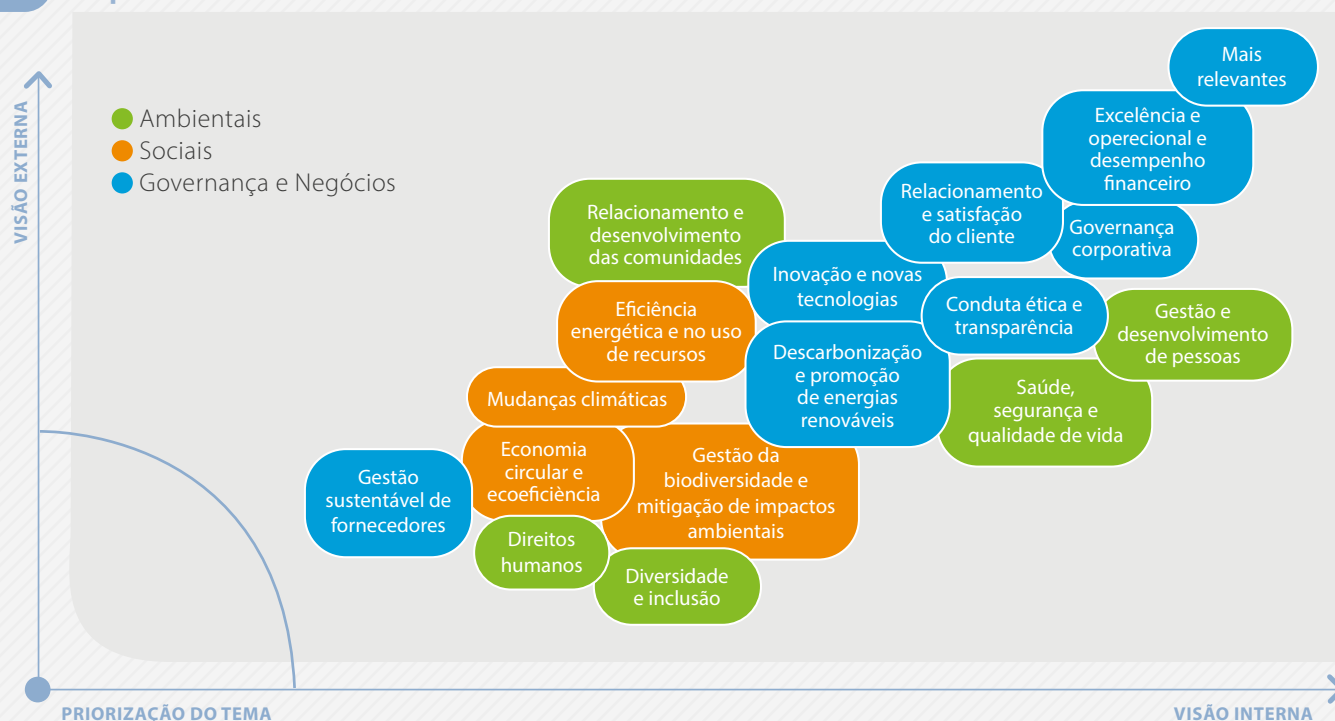 VISÃO EXTERNA
Ambientais
Sociais
Governança e Negócios
Mais
relevantes
Excelência e
operecional e
desempenho
financeiro
Relacionamento
e satisfação
do cliente
Governança
corporativa
Relacionamento e
desenvolvimento
das comunidades
Inovação e novas
tecnologias
Conduta ética e
transparência
Gestão e
desenvolvimento
de pessoas
Eficiência
energética e no uso
de recursos
Descarbonização
e promoção
de energias
renováveis
Saúde,
segurança e
qualidade de vida
Mudanças climáticas
Economia
circular e
ecoeficiència
Gestão da
biodiversidade e
mitigação de impactos
ambientais
Gestão
sustentável de
fornecedores
Direitos
humanos
Diversidade
e inclusão
PRIORIZAÇÃO DO TEMA
VISÃO INTERNA